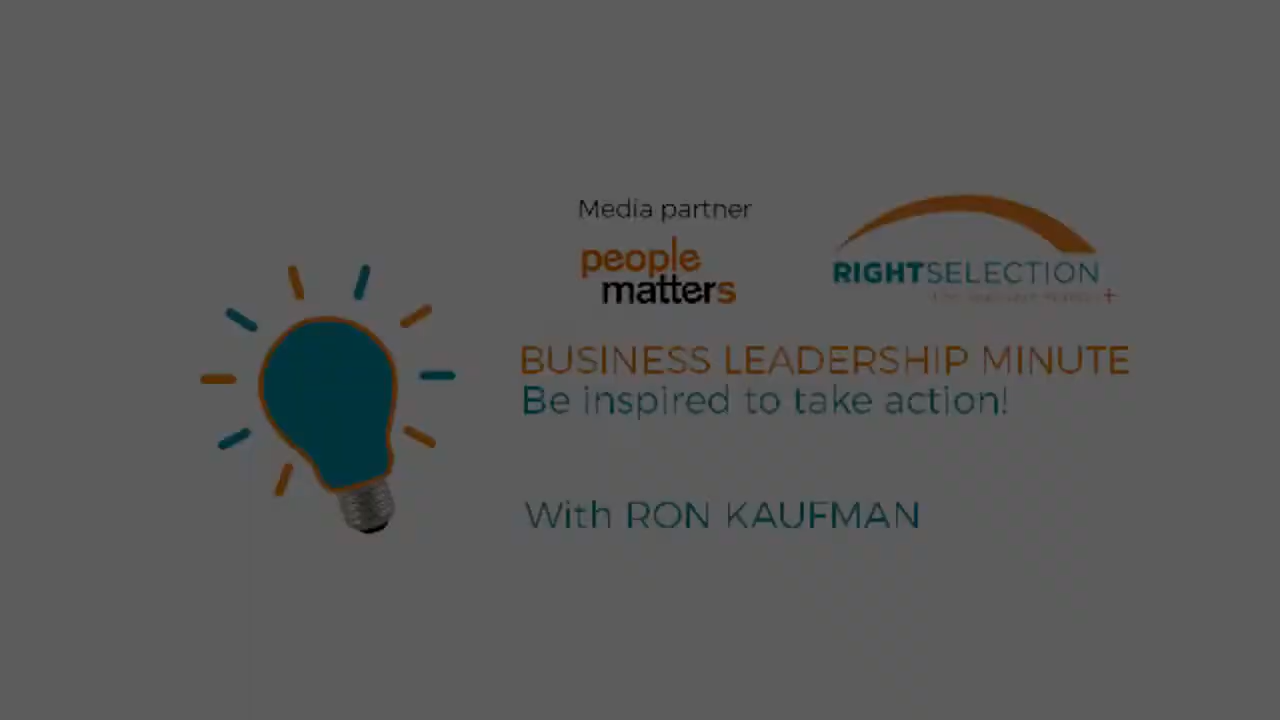 Media partner
people
matters
RIGHTSELECTION
BUSINESS LEADERSHIP MINUTE
Be inspired to take action!
With RON KAUFMAN